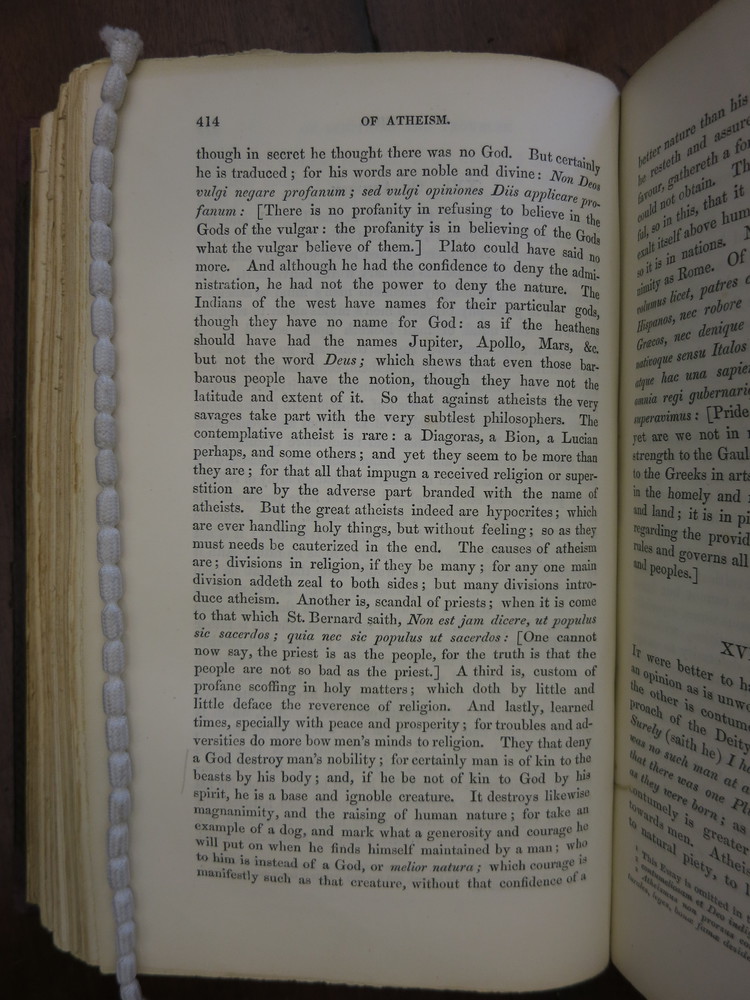 414
OF ATHEISM.
though in secret he thought there was no God. But certainly
he is traduced; for his words are noble and divine: Non Deos
vulgi negare profanum; sed vulgi opiniones Diis applicare pro-
fanum: [There is no profanity in refusing to believe in the
Gods of the vulgar: the profanity is in believing of the Gods
what the vulgar believe of them.] Plato could have said no
more. And although he had the confidence to deny the admi-
nistration, he had not the power to deny the nature. The
Indians of the west have names for their particular gods,
though they have no name for God: as if the heathens
should have had the names Jupiter, Apollo, Mars, &c.
but not the word Deus; which shews that even those bar-
barous people have the notion, though they have not the
latitude and extent of it. So that against atheists the very
savages take part with the very subtlest philosophers. The
contemplative atheist is rare: a Diagoras, a Bion, a Lucian
perhaps, and some others; and yet they seem to be more than
they are; for that all that impugn a received religion or super-
stition are by the adverse part branded with the name of
atheists. But the great atheists indeed are hypocrites; which
are ever handling holy things, but without feeling; so as they
must needs be cauterized in the end. The causes of atheism
are; divisions in religion, if they be many; for any one main
division addeth zeal to both sides; but many divisions intro-
duce atheism. Another is, scandal of priests; when it is come
to that which St. Bernard saith, Non est jam dicere, ut populus
sic sacerdos; quia nec sic populus ut sacerdos: [One cannot
now say, the priest is as the people, for the truth is that the
people are not so bad as the priest.] A third is, custom of
profane scoffing in holy matters; which doth by little and
little deface the reverence of religion. And lastly, learned
times, specially with peace and prosperity; for troubles and ad-
versities do more bow men's minds to religion. They that deny
a God destroy man's nobility; for certainly man is of kin to the
beasts by his body; and, if he be not of kin to God by his
spirit, he is a base and ignoble creature. It destroys likewise
magnanimity, and the raising of human nature; for take an
example of a dog, and mark what a generosity and courage he
will put on when he finds himself maintained by a man; who
to him is instead of a God, or melior natura; which courage is
manifestly such as that creature, without that confidence of a
better nature than his
he resteth and assure
favour, gathereth a fo
could not obtain. Th
ful, so in this, that it
exalt itself above hum
so it is in nations. N
nimity as Rome. Of
volumus licet, patres c
Hispanos, nec robore
Græcos, nec denique
nativoque sensu Italos
atque hac una sapie
omnia regi gubernari
superavimus: [Pride
yet are we not in n
strength to the Gaul
to the Greeks in arts
in the homely and
and land; it is in pi
regarding the provid
rules and governs all
and peoples.]
XV
It were better to ha
an opinion as is unwo
the other is contume
proach of the Deity
Surely (saith he) I ha
was no such man at a
that there was one Pl
as they were born; as
contumely is greater
towards men. Atheis
to natural piety, to l
This Essay is omitted in